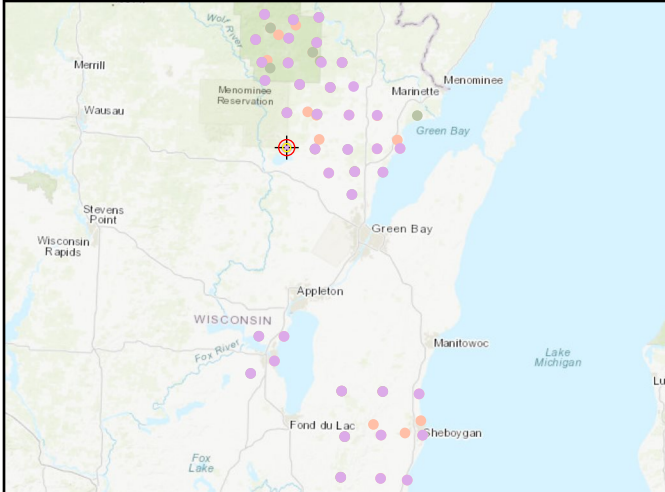 Wolf
River
Merrill
Menominee
Menominee
Reservation
Marinette
Wausau
Green Bay
Stevens
Point
Green Bay
Wisconsin
Rapids
Appleton
WISCONSIN
Manitowoc
Fox River
Lake
Michigan
Lu
Fond du Lac
Sheboygan
Fox
Lake